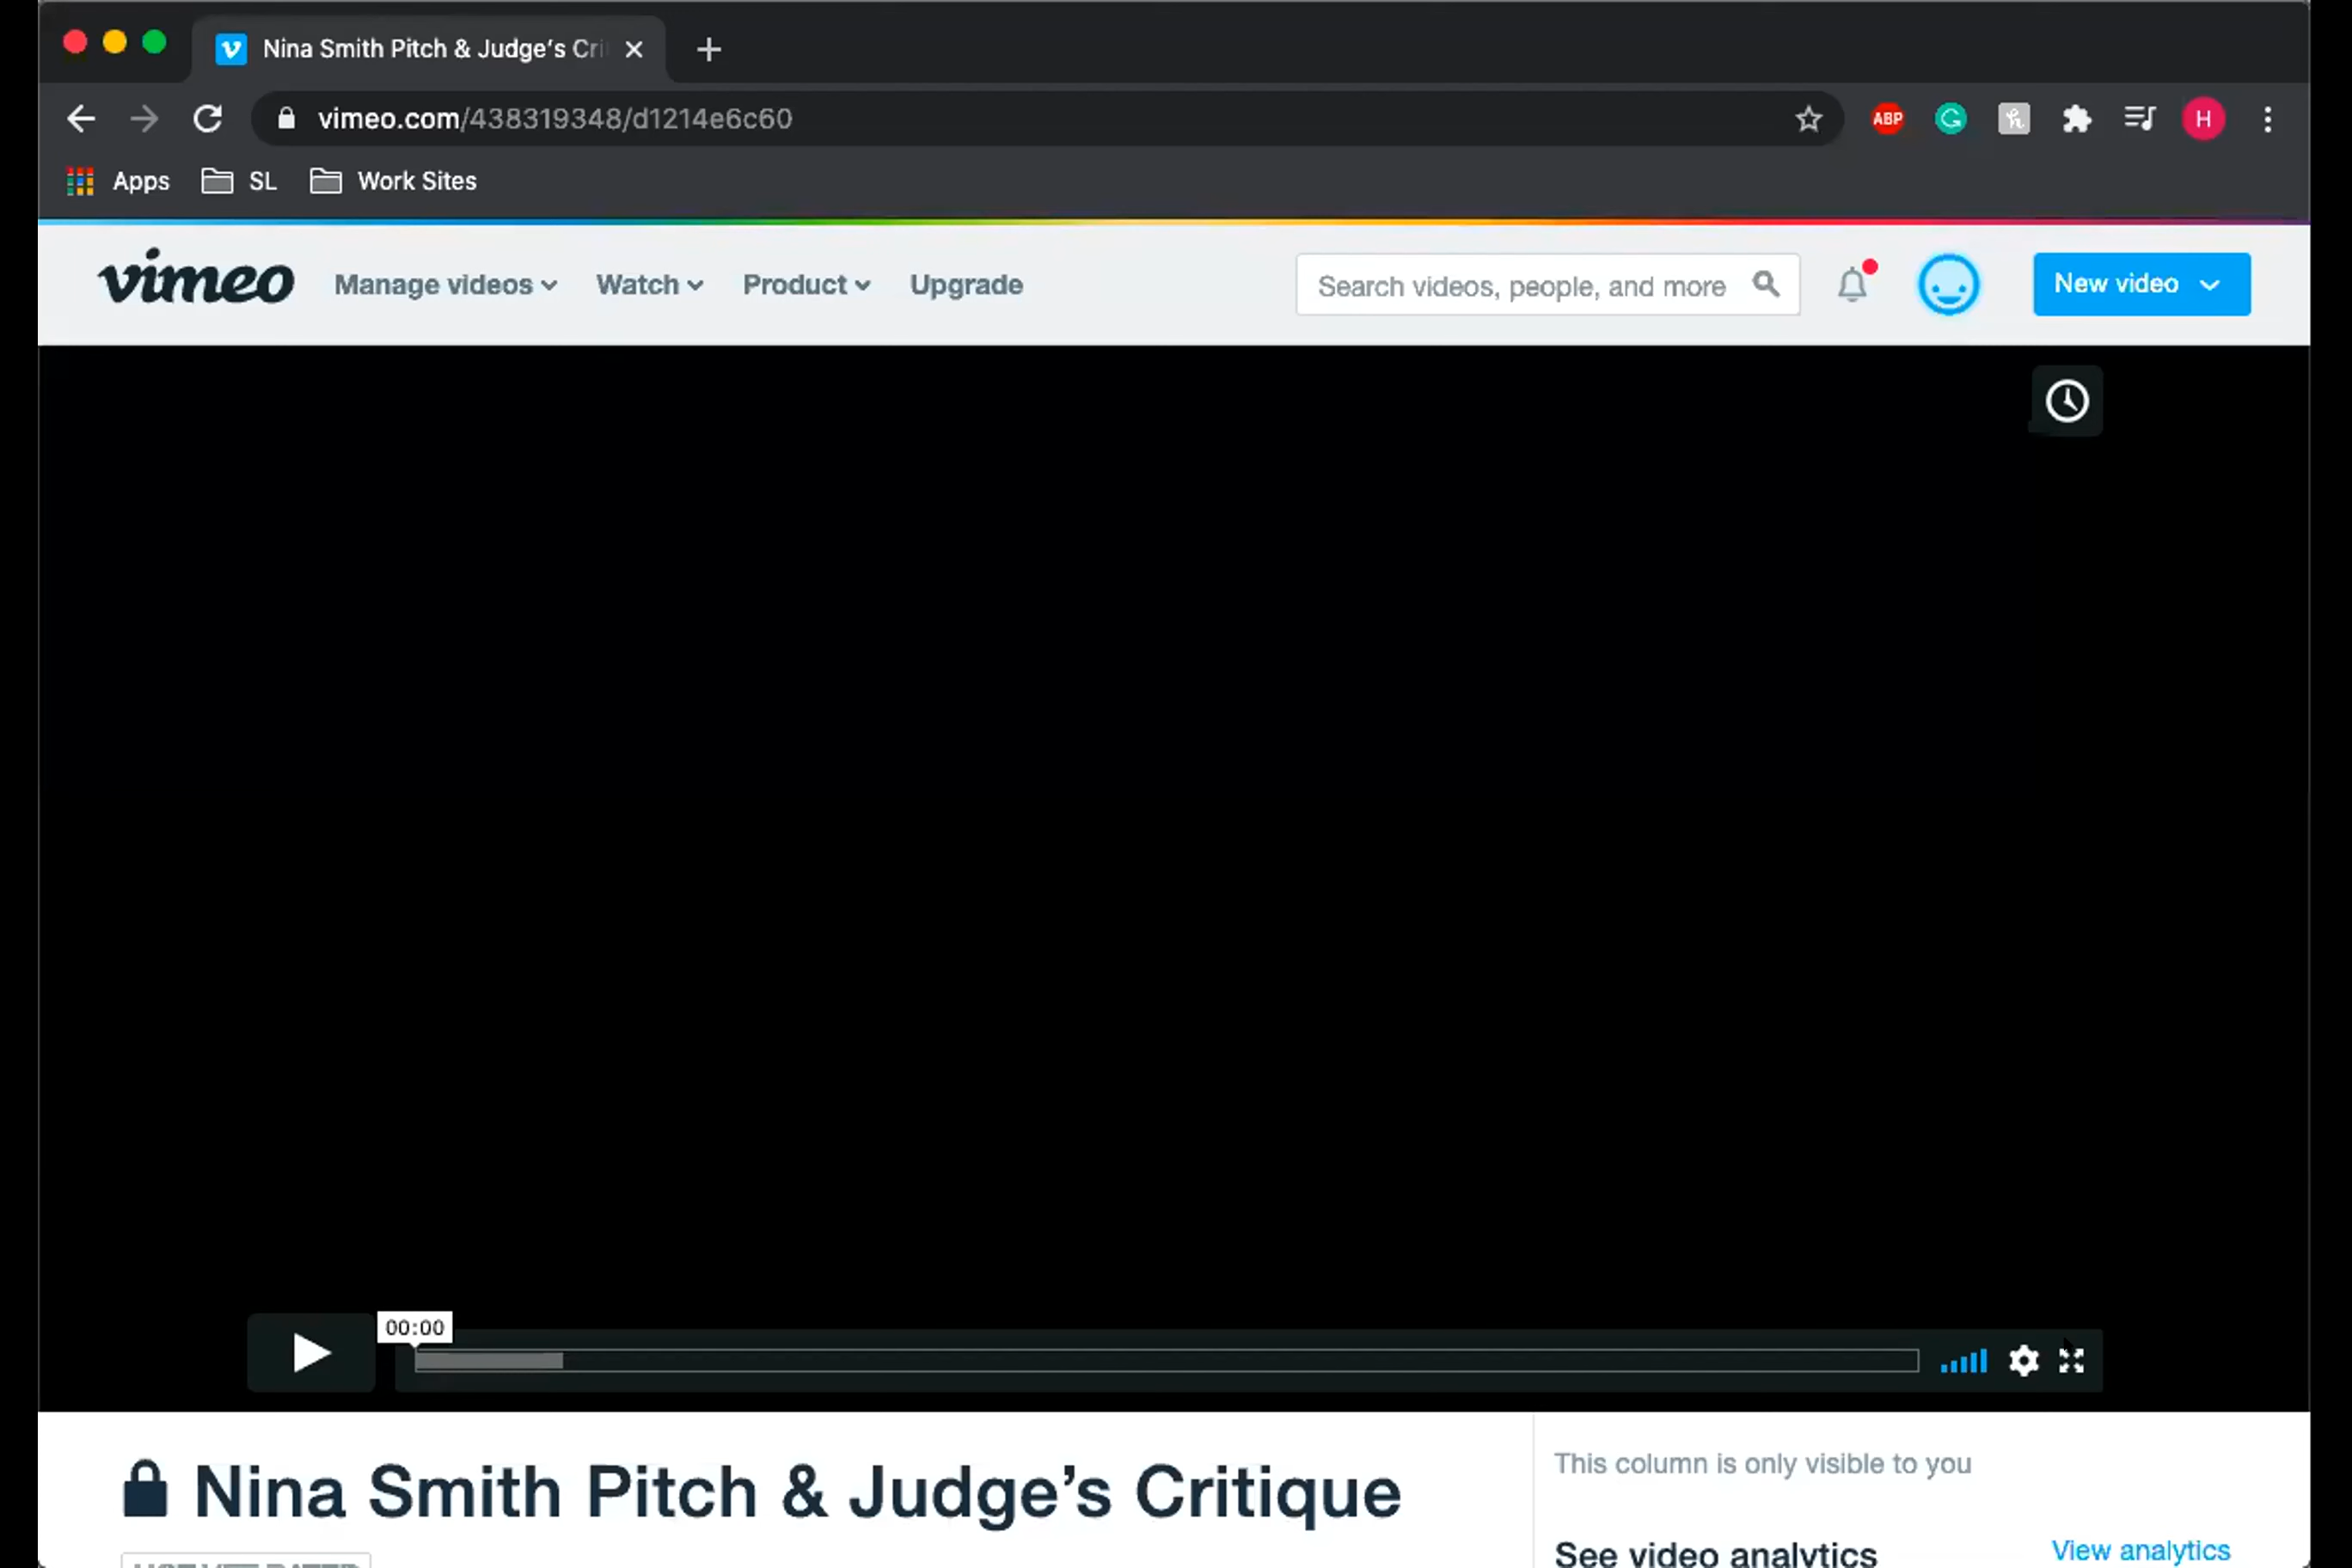 Nina Smith Pitch & Judge's Cri
vimeo.com/438319348/d1214e6c60
ABP
H
Apps
SL
Work Sites
vimeo
Manage videos
Watch
Product
Upgrade
Search videos, people, and more
New video
00:00
Nina Smith Pitch & Judge’s Critique
This column is only visible to you
See video analytics
View analytics